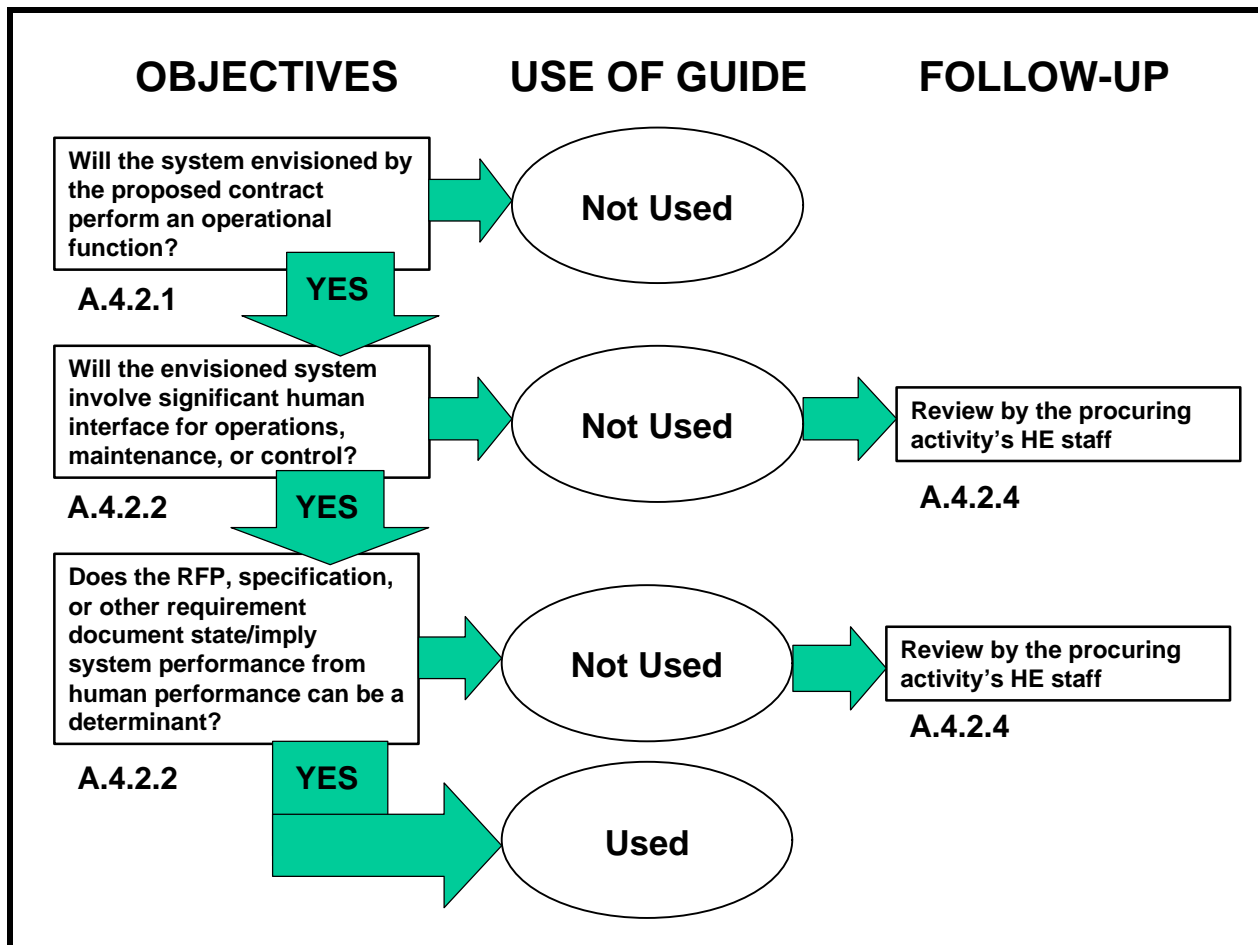 OBJECTIVES
USE OF GUIDE
FOLLOW-UP
Will the system envisioned by
the proposed contract
perform an operational
function?
Not Used
A.4.2.1
YES
Will the envisioned system
involve significant human
interface for operations,
maintenance, or control?
Not Used
Review by the procuring
activity's HE staff
A.4.2.4
A.4.2.2
YES
Does the RFP, specification,
or other requirement
document state/imply
system performance from
human performance can be a
determinant?
Not Used
Review by the procuring
activity's HE staff
A.4.2.4
A.4.2.2
YES
Used